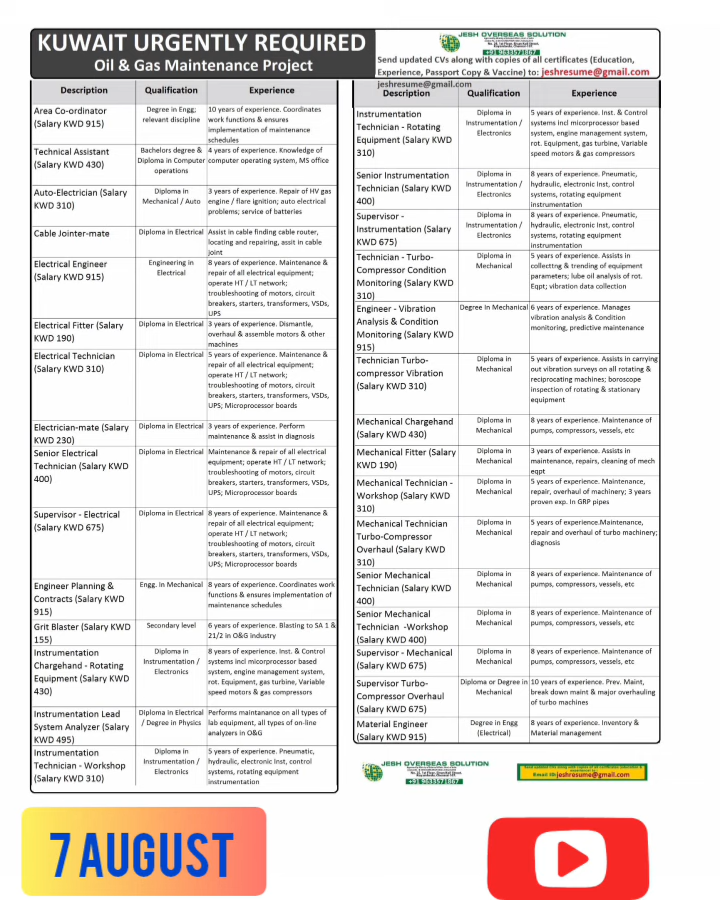 KUWAIT URGENTLY REQUIRED
Oil & Gas Maintenance Project
JESH OVERSEAS SOLUTION
+91 9633571867
Send updated CVs along with copies of all certificates (Education,
Experience, Passport Copy & Vaccine) to: jeshresume@gmail.com
jeshresume@gmail.com
Description Qualification Experience
Area Co-ordinator Degree in Engg; 10 years of experience. Coordinates
(Salary KWD 915) relevant discipline work functions & ensures
implementation of maintenance
schedules
Technical Assistant Bachelors degree & 4 years of experience. Knowledge of
(Salary KWD 430) Diploma in Computer computer operating system, MS office
operations
Auto-Electrician (Salary Diploma in 3 years of experience. Repair of HV gas
KWD 310) Mechanical / Auto engine / flare ignition; auto electrical
problems; service of batteries
Cable Jointer-mate Diploma in Electrical Assist in cable finding cable router,
locating and repairing, assit in cable
joint
Electrical Engineer Engineering in 8 years of experience. Maintenance &
(Salary KWD 915) Electrical repair of all electrical equipment;
operate HT / LT network;
troubleshooting of motors, circuit
breakers, starters, transformers, VSDs,
UPS
Electrical Fitter (Salary Diploma in Electrical 3 years of experience. Dismantle,
KWD 190) overhaul & assemble motors & other
machines
Electrical Technician Diploma in Electrical 5 years of experience. Maintenance &
(Salary KWD 310) repair of all electrical equipment;
operate HT / LT network;
troubleshooting of motors, circuit
breakers, starters, transformers, VSDs,
UPS; Microprocessor boards
Electrician-mate (Salary Diploma in Electrical 3 years of experience. Perform
KWD 230) maintenance & assist in diagnosis
Senior Electrical Diploma in Electrical Maintenance & repair of all electrical
Technician (Salary KWD equipment; operate HT / LT network;
400) troubleshooting of motors, circuit
breakers, starters, transformers, VSDs,
UPS; Microprocessor boards
Supervisor - Electrical Diploma in Electrical 8 years of experience. Maintenance &
(Salary KWD 675) repair of all electrical equipment;
operate HT / LT network;
troubleshooting of motors, circuit
breakers, starters, transformers, VSDs,
UPS; Microprocessor boards
Engineer Planning & Engg. In Mechanical 8 years of experience. Coordinates work
Contracts (Salary KWD functions & ensures implementation of
915) maintenance schedules
Grit Blaster (Salary KWD Secondary level 6 years of experience. Blasting to SA 1 &
155) 21/2 in O&G industry
Instrumentation Diploma in 8 years of experience. Inst. & Control
Chargehand - Rotating Instrumentation / systems incl micorprocessor based
Equipment (Salary KWD Electronics system, engine management system,
430) rot. Equipment, gas turbine, Variable
speed motors & gas compressors
Instrumentation Lead Diploma in Electrical Performs maintanance on all types of
System Analyzer (Salary / Degree in Physics lab equipment, all types of on-line
KWD 495) analyzers in O&G
Instrumentation Diploma in 5 years of experience. Pneumatic,
Technician - Workshop Instrumentation / hydraulic, electronic Inst, control
(Salary KWD 310) Electronics systems, rotating equipment
instrumentation
Description Qualification Experience
Instrumentation Diploma in 5 years of experience. Inst. & Control
Technician - Rotating Instrumentation / systems incl micorprocessor based
Equipment (Salary KWD Electronics system, engine management system,
310) rot. Equipment, gas turbine, Variable
speed motors & gas compressors
Senior Instrumentation Diploma in 8 years of experience. Pneumatic,
Technician (Salary KWD Instrumentation / hydraulic, electronic Inst, control
400) Electronics systems, rotating equipment
instrumentation
Supervisor - Diploma in 8 years of experience. Pneumatic,
Instrumentation (Salary Instrumentation / hydraulic, electronic Inst, control
KWD 675) Electronics systems, rotating equipment
instrumentation
Technician - Turbo- Diploma in 5 years of experience. Assists in
Compressor Condition Mechanical collecttng & trending of equipment
Monitoring (Salary KWD parameters; lube oil analysis of rot.
310) Eqpt; vibration data collection
Engineer - Vibration Degree In Mechanical 6 years of experience. Manages
Analysis & Condition vibration analysis & Condition
Monitoring (Salary KWD monitoring, predictive maintenance
915)
Technician Turbo- Diploma in 5 years of experience. Assists in carrying
compressor Vibration Mechanical out vibration surveys on all rotating &
(Salary KWD 310) reciprocating machines; boroscope
inspection of rotating & stationary
equipment
Mechanical Chargehand Diploma in 8 years of experience. Maintenance of
(Salary KWD 430) Mechanical pumps, compressors, vessels, etc
Mechanical Fitter (Salary Diploma in 3 years of experience. Assists in
KWD 190) Mechanical maintenance, repairs, cleaning of mech
eqpt
Mechanical Technician - Diploma in 5 years of experience. Maintenance,
Workshop (Salary KWD Mechanical repair, overhaul of machinery; 3 years
310) proven exp. In GRP pipes
Mechanical Technician Diploma in 5 years of experience.Maintenance,
Turbo-Compressor Mechanical repair and overhaul of turbo machinery;
Overhaul (Salary KWD diagnosis
310)
Senior Mechanical Diploma in 8 years of experience. Maintenance of
Technician (Salary KWD Mechanical pumps, compressors, vessels, etc
400)
Senior Mechanical Diploma in 8 years of experience. Maintenance of
Technician -Workshop Mechanical pumps, compressors, vessels, etc
(Salary KWD 400)
Supervisor - Mechanical Diploma in 8 years of experience. Maintenance of
(Salary KWD 675) Mechanical pumps, compressors, vessels, etc
Supervisor Turbo- Diploma or Degree in 10 years of experience. Prev. Maint,
Compressor Overhaul Mechanical break down maint & major overhauling
(Salary KWD 675) of turbo machines
Material Engineer Degree in Engg 8 years of experience. Inventory &
(Salary KWD 915) (Electrical) Material management
JESH OVERSEAS SOLUTION
+91 9633571867
Email ID: jeshresume@gmail.com
7 AUGUST